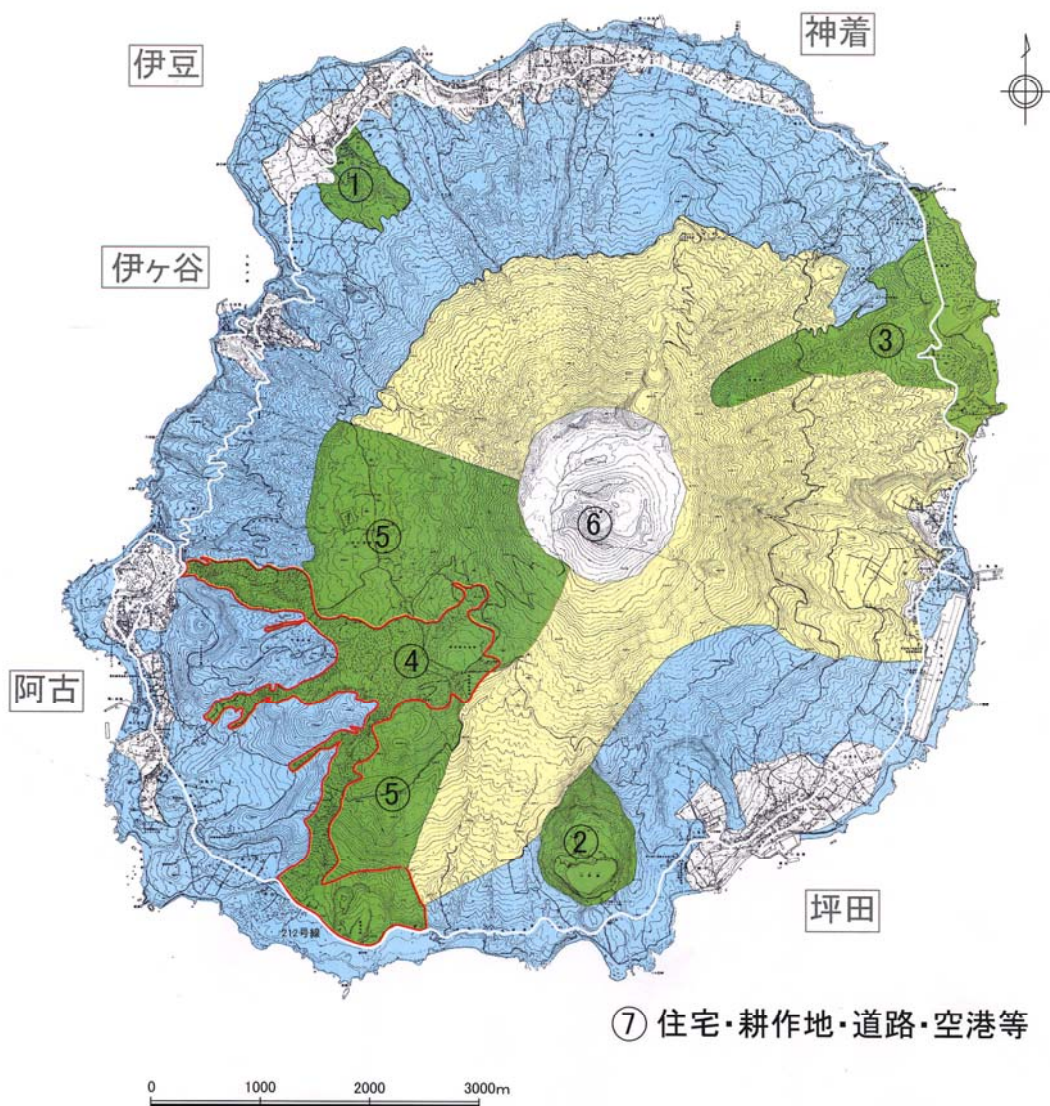 神着
伊豆
①
伊ヶ谷
③
⑤
⑥
④
阿古
⑤
②
坪田
212号線
⑦ 住宅・耕作地・道路・空港等
0 1000 2000 3000m